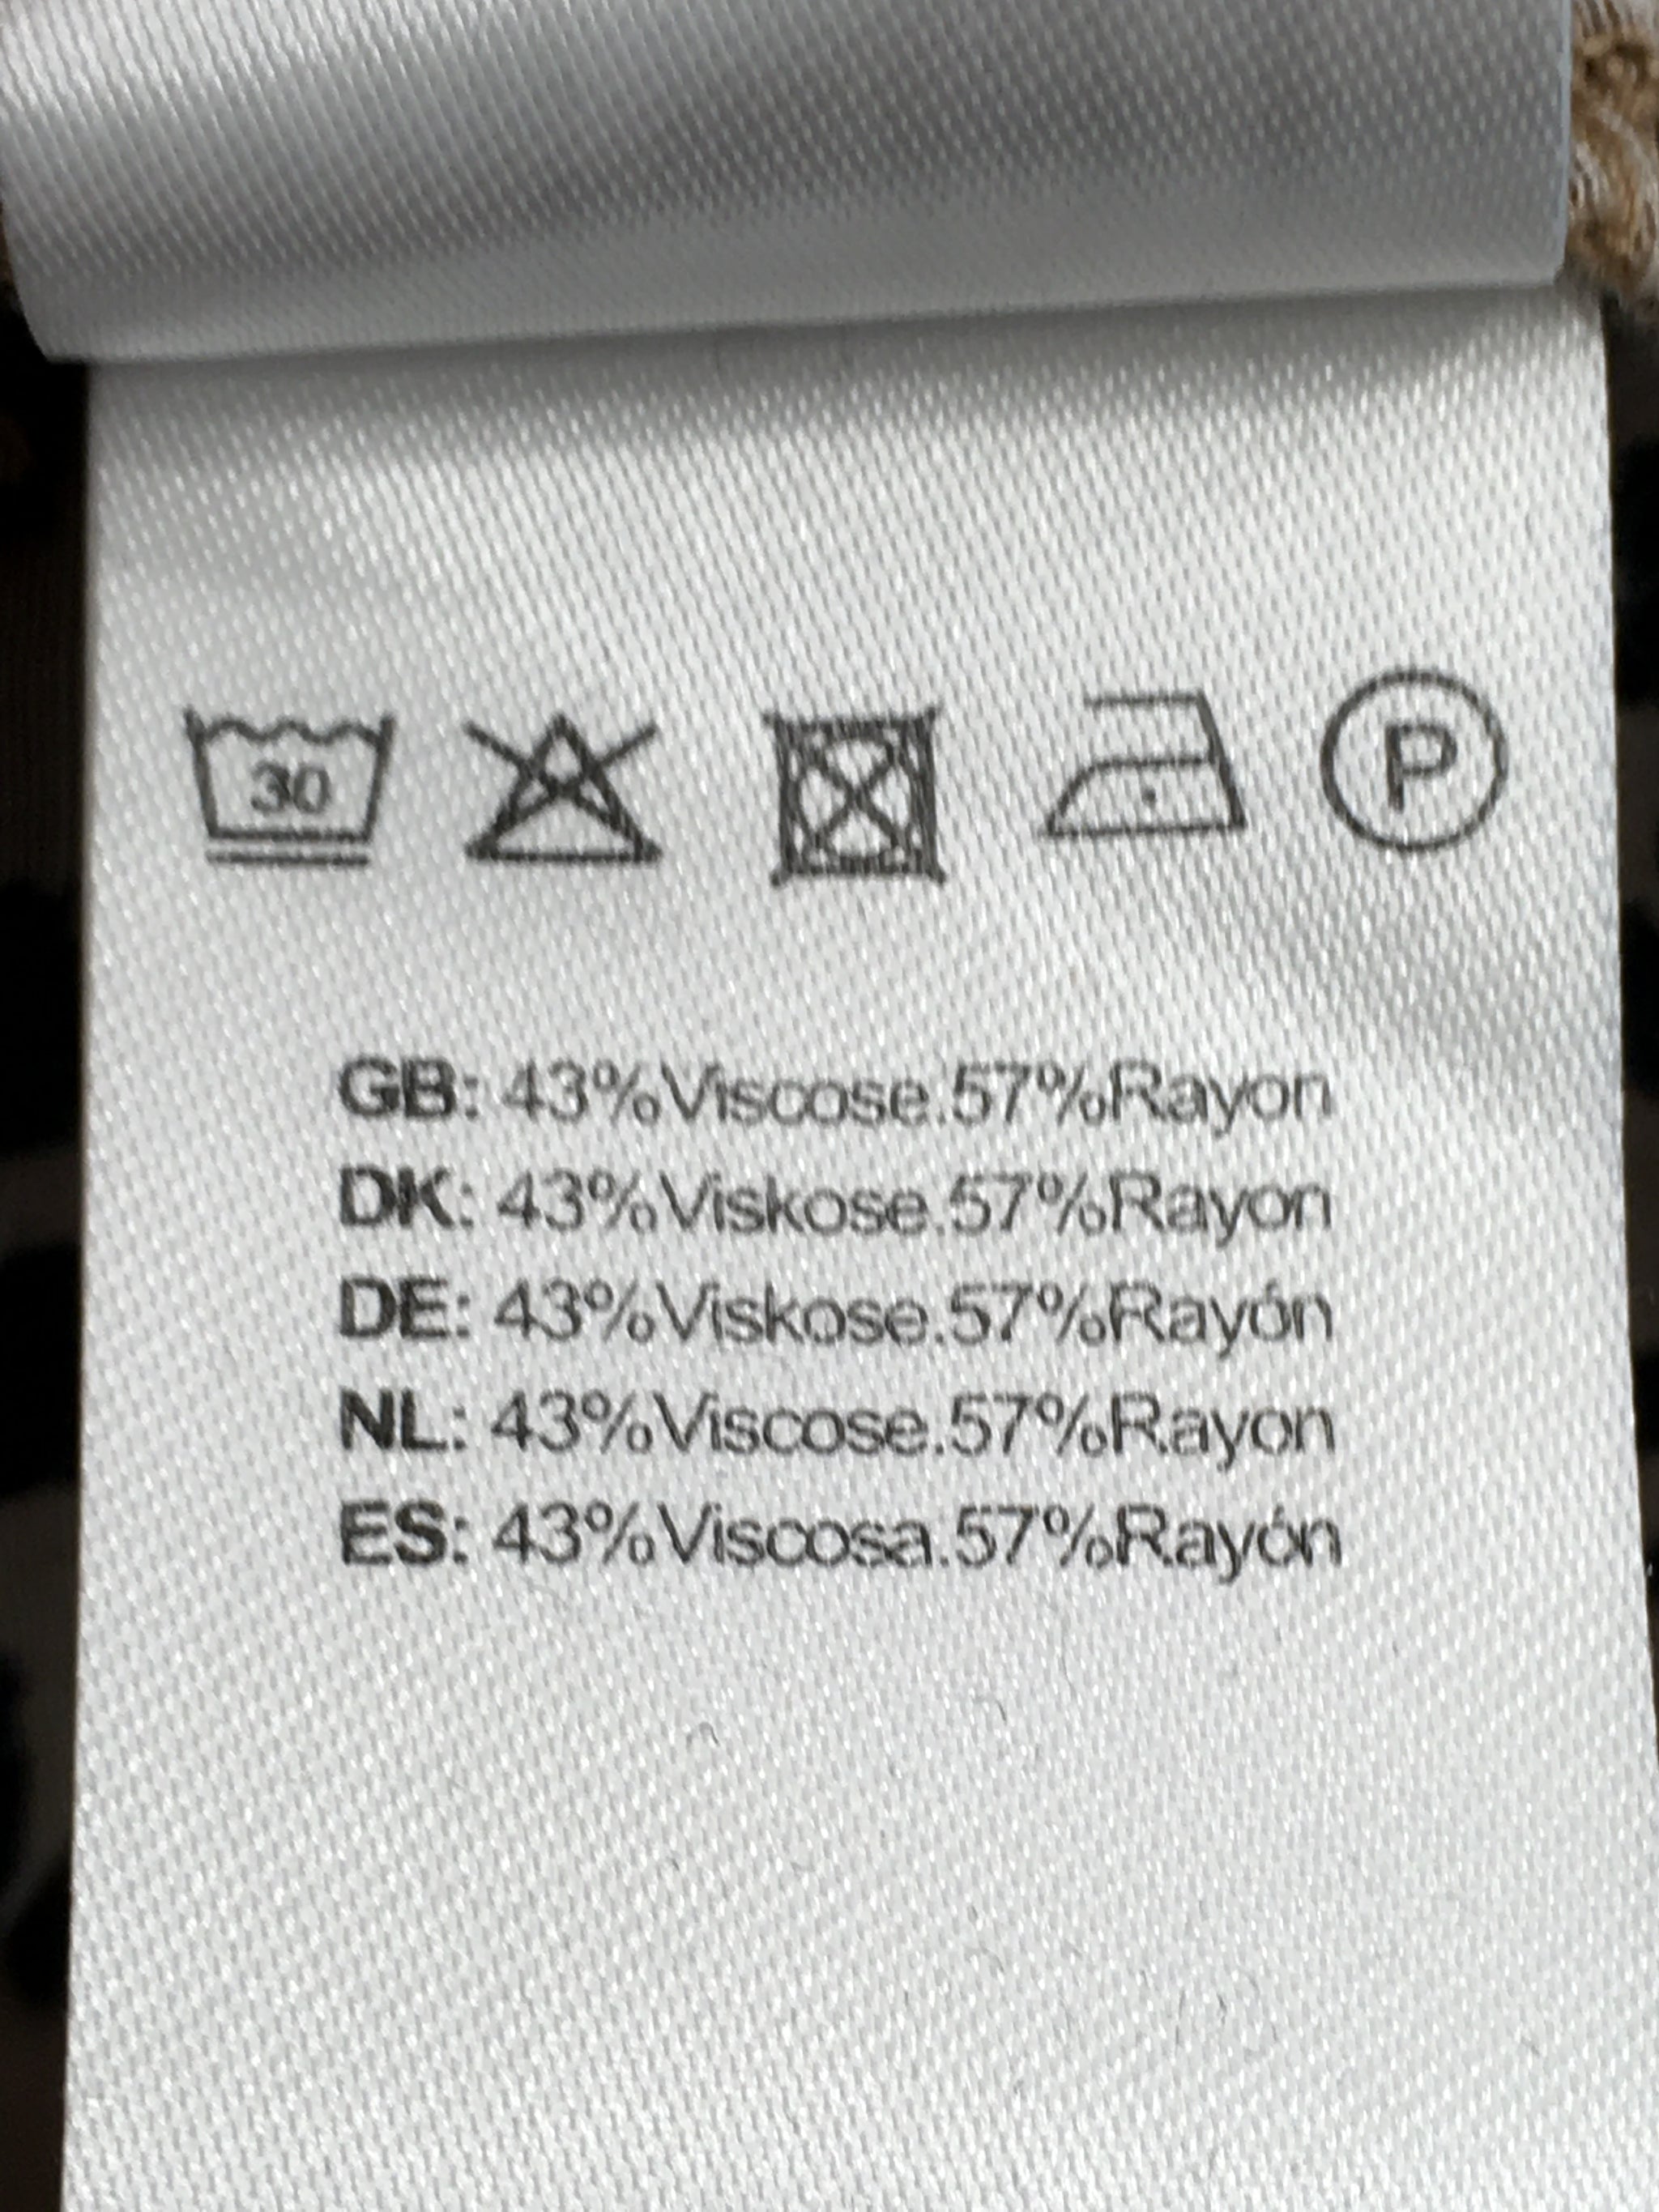 30
P
GB: 43%Viscose.57%Rayon
DK: 43%Viskose.57%Rayon
DE: 43%Viskose.57%Rayón
NL: 43%Viscose.57%Rayon
ES: 43%Viscosa.57%Rayón